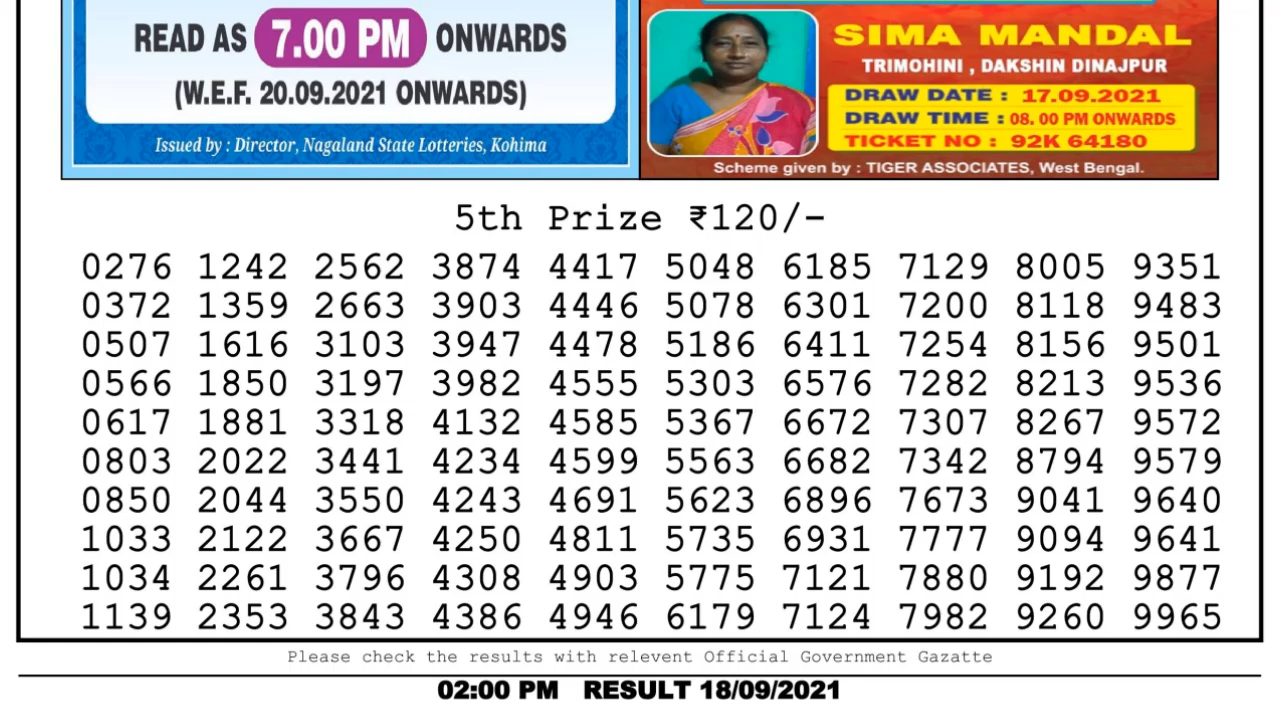 READ AS 7.00 PM ONWARDS
(W.E.F. 20.09.2021 ONWARDS)
Issued by : Director, Nagaland State Lotteries, Kohima
SIMA MANDAL
TRIMOHINI , DAKSHIN DINAJPUR
DRAW DATE : 17.09.2021
DRAW TIME : 08. 00 PM ONWARDS
TICKET NO : 92K 64180
Scheme given by : TIGER ASSOCIATES, West Bengal.
5th Prize ₹120/-
0276 1242 2562 3874 4417 5048 6185 7129 8005 9351
0372 1359 2663 3903 4446 5078 6301 7200 8118 9483
0507 1616 3103 3947 4478 5186 6411 7254 8156 9501
0566 1850 3197 3982 4555 5303 6576 7282 8213 9536
0617 1881 3318 4132 4585 5367 6672 7307 8267 9572
0803 2022 3441 4234 4599 5563 6682 7342 8794 9579
0850 2044 3550 4243 4691 5623 6896 7673 9041 9640
1033 2122 3667 4250 4811 5735 6931 7777 9094 9641
1034 2261 3796 4308 4903 5775 7121 7880 9192 9877
1139 2353 3843 4386 4946 6179 7124 7982 9260 9965
Please check the results with relevent Official Government Gazatte
02:00 PM RESULT 18/09/2021